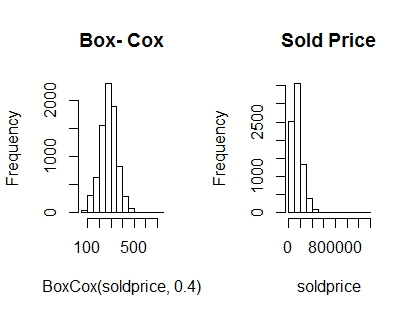 Box- Cox
Frequency
0
1000
2000
100
500
BoxCox(soldprice, 0.4)
Sold Price
Frequency
0
1000
2500
0
800000
soldprice